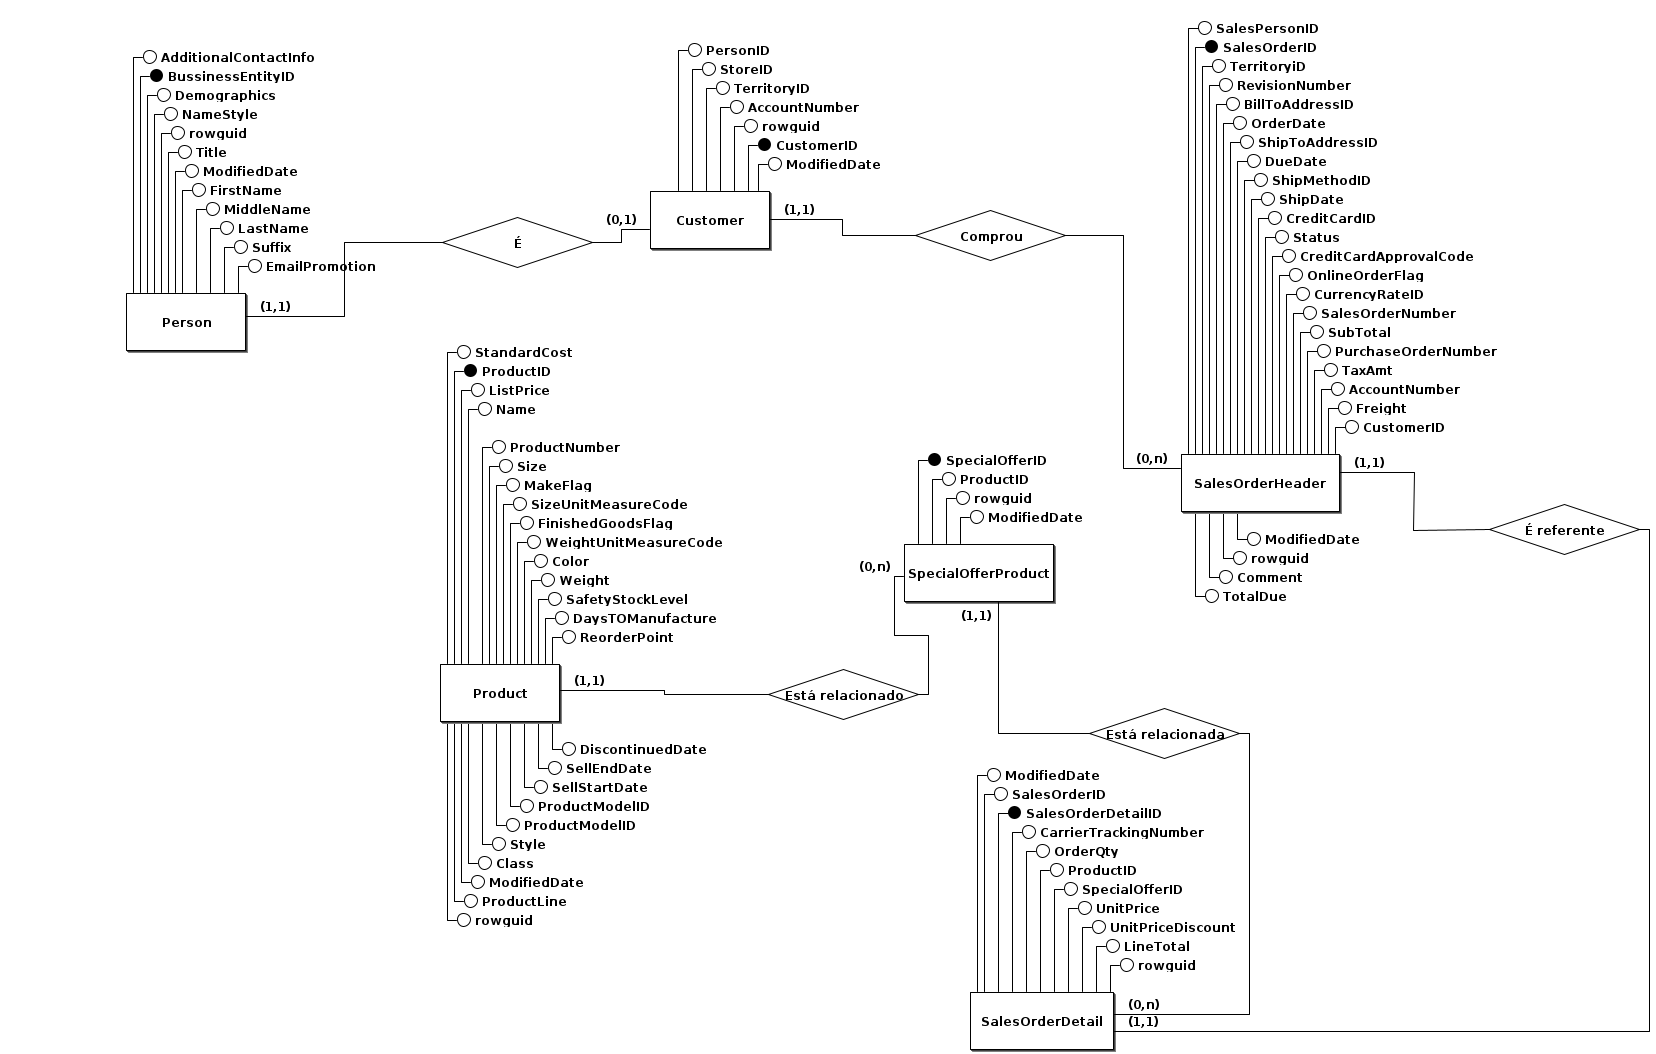 AdditionalContactInfo
BussinessEntityID
Demographics
NameStyle
rowguid
Title
ModifiedDate
FirstName
MiddleName
LastName
Suffix
EmailPromotion
Person
(1,1)
É
(0,1)
PersonID
StoreID
TerritoryID
AccountNumber
rowguid
CustomerID
ModifiedDate
Customer
(1,1)
Comprou
(0,n)
SalesPersonID
SalesOrderID
TerritoryiD
RevisionNumber
BillToAddressID
OrderDate
ShipToAddressID
DueDate
ShipMethodID
ShipDate
CreditCardID
Status
CreditCardApprovalCode
OnlineOrderFlag
CurrencyRateID
SalesOrderNumber
SubTotal
PurchaseOrderNumber
TaxAmt
AccountNumber
Freight
CustomerID
SalesOrderHeader
(1,1)
É referente
ModifiedDate
rowguid
Comment
TotalDue
StandardCost
ProductID
ListPrice
Name
ProductNumber
Size
MakeFlag
SizeUnitMeasureCode
FinishedGoodsFlag
WeightUnitMeasureCode
Color
Weight
SafetyStockLevel
DaysTOManufacture
ReorderPoint
Product
(1,1)
Está relacionado
DiscontinuedDate
SellEndDate
SellStartDate
ProductModelID
ProductModelID
Style
Class
ModifiedDate
ProductLine
rowguid
SpecialOfferID
ProductID
rowguid
ModifiedDate
(0,n)
SpecialOfferProduct
(1,1)
Está relacionada
ModifiedDate
SalesOrderID
SalesOrderDetailID
CarrierTrackingNumber
OrderQty
ProductID
SpecialOfferID
UnitPrice
UnitPriceDiscount
LineTotal
rowguid
SalesOrderDetail
(0,n)
(1,1)